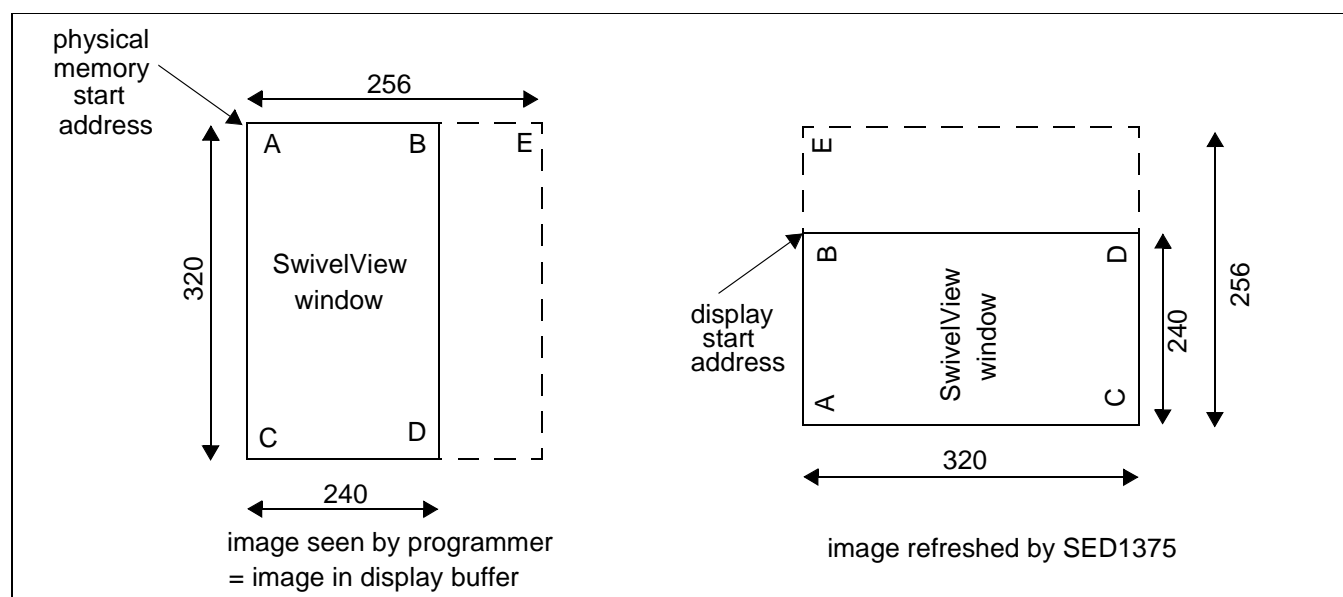 physical
memory
start
address
256
A
B
E
320
SwivelView
window
C
D
240
image seen by programmer
= image in display buffer
E
B
D
SwivelView
window
A
C
display
start
address
240
256
320
image refreshed by SED1375